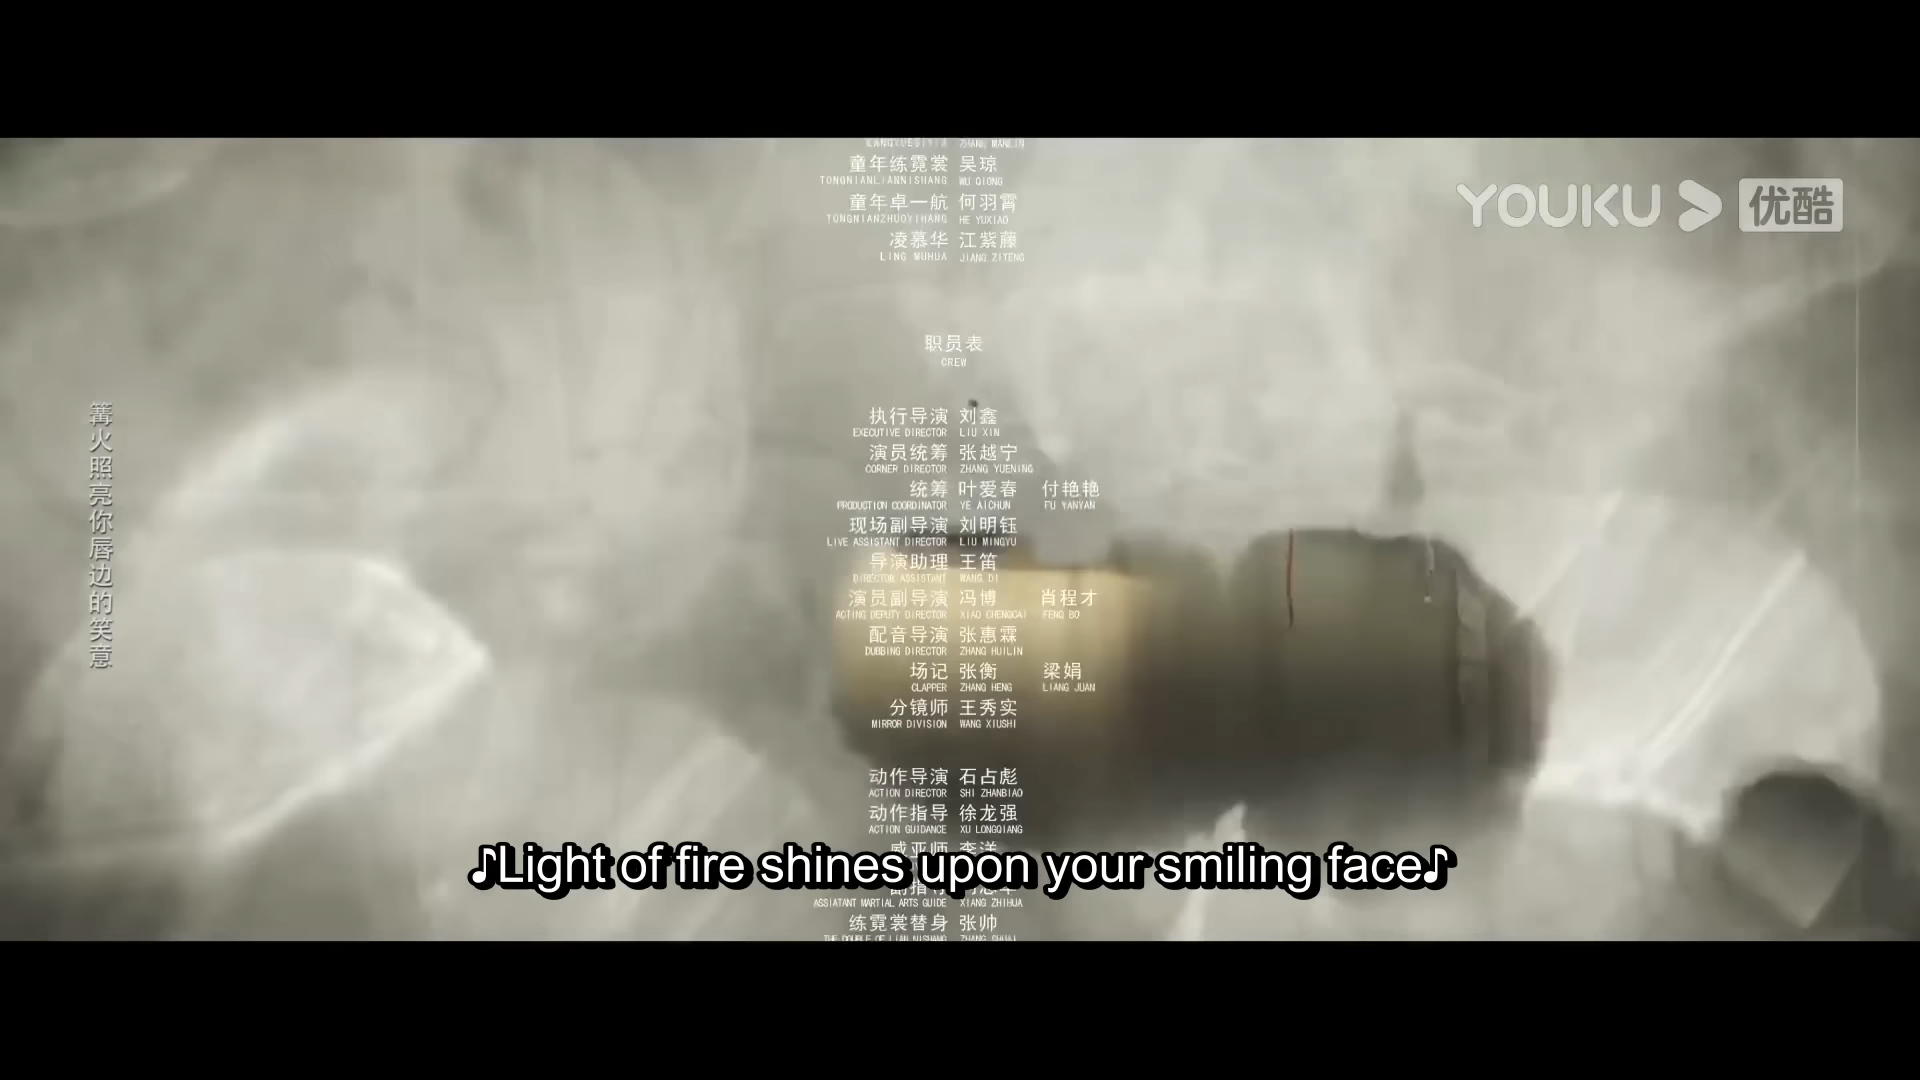 童年练霓裳 吴琼
TONGNIANLIANNISHANG WU QIONG
童年卓一航 何羽霄
TONGNIANZHUOYIHANG HE YUXIAO
凌慕华 江紫藤
LING MUHUA JIANG ZITENG
YOUKU 优酷
职员表
CREW
执行导演 刘鑫
EXECUTIVE DIRECTOR LIU XIN
演员统筹 张越宁
CORNER DIRECTOR ZHANG YUENING
统筹 叶爱春 付艳艳
PRODUCTION COORDINATOR YE AICHUN FU YANYAN
现场副导演 刘明钰
LIVE ASSISTANT DIRECTOR LIU MINGYU
导演助理 王笛
DIRECTOR ASSISTANT WANG DI
演员副导演 冯博 肖程才
ACTING DEPUTY DIRECTOR XIAO CHENGCAI FENG BO
配音导演 张惠霖
DUBBING DIRECTOR ZHANG HUILIN
场记 张衡 梁娟
CLAPPER ZHANG HENG LIANG JUAN
分镜师 王秀实
MIRROR DIVISION WANG XIUSHI
动作导演 石占彪
ACTION DIRECTOR SHI ZHANBIAO
动作指导 徐龙强
ACTION GUIDANCE XU LONGQIANG
威亚师 李洋
ASSIATANT MARTIAL ARTS GUIDE XIANG ZHIHUA
练霓裳替身 张帅
篝火照亮你唇边的笑意
♪Light of fire shines upon your smiling face♪